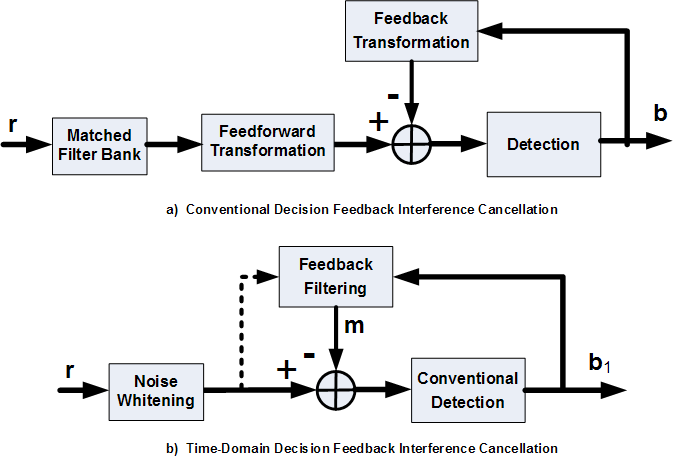 Feedback
Transformation
-
r
b
+
Matched
Filter Bank
Feedforward
Transformation
Detection
a) Conventional Decision Feedback Interference Cancellation
Feedback
Filtering
m
-
r
+
b1
Noise
Whitening
Conventional
Detection
b) Time-Domain Decision Feedback Interference Cancellation